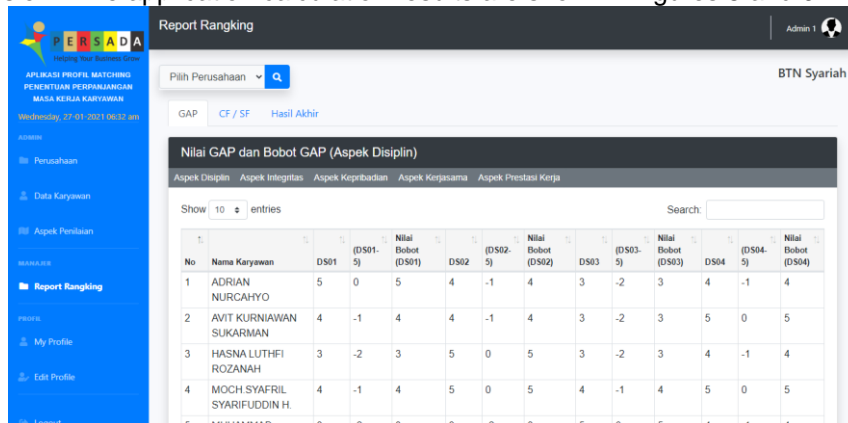 Report Rangking
Admin 1
PERSADA
Helping Your Business Grow
APLIKASI PROFIL MATCHING
PENENTUAN PERPANJANGAN
MASA KERJA KARYAWAN
Wednesday, 27-01-2021 06:32 am
ADMIN
Perusahaan
Data Karyawan
Aspek Penilaian
MANAJER
Report Rangking
PROFIL
My Profile
Edit Profile
Logout
Pilih Perusahaan
BTN Syariah
GAP CF / SF Hasil Akhir
Nilai GAP dan Bobot GAP (Aspek Disiplin)
Aspek Disiplin Aspek Integritas Aspek Kepribadian Aspek Kerjasama Aspek Prestasi Kerja
Show 10 entries Search:
No Nama Karyawan DS01 (DS01-5) Nilai Bobot (DS01) DS02 (DS02-5) Nilai Bobot (DS02) DS03 (DS03-5) Nilai Bobot (DS03) DS04 (DS04-5) Nilai Bobot (DS04)
1 ADRIAN NURCAHYO 5 0 5 4 -1 4 3 -2 3 4 -1 4
2 AVIT KURNIAWAN SUKARMAN 4 -1 4 4 -1 4 3 -2 3 5 0 5
3 HASNA LUTHFI ROZANAH 3 -2 3 5 0 5 3 -2 3 4 -1 4
4 MOCH.SYAFRIL SYARIFUDDIN H. 4 -1 4 5 0 5 4 -1 4 5 0 5